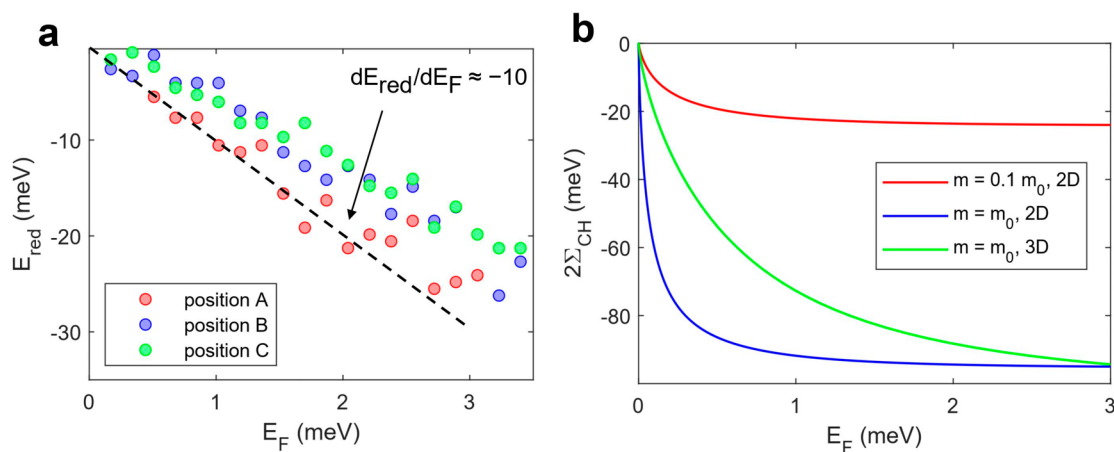 a
dE_red/dE_F ≈ −10
E_red (meV)
-10
-20
-30
position A
position B
position C
0
1
2
3
E_F (meV)
b
2Σ_CH (meV)
0
-20
-40
-60
-80
m = 0.1 m_0, 2D
m = m_0, 2D
m = m_0, 3D
0
1
2
3
E_F (meV)